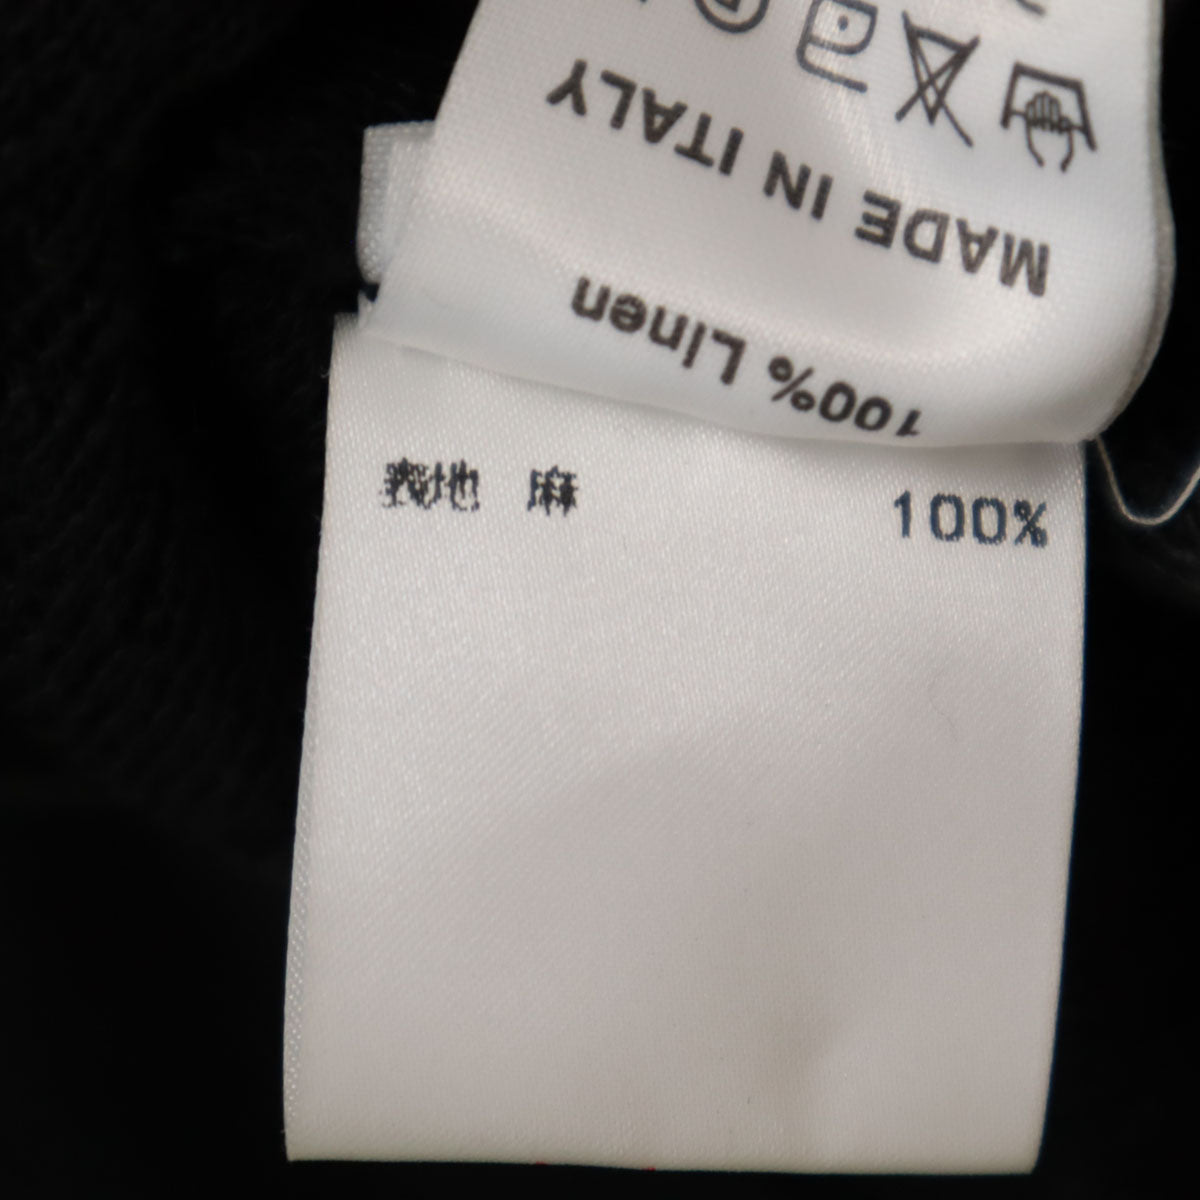 MADE IN ITALY
100% Linen
表地 麻 100%